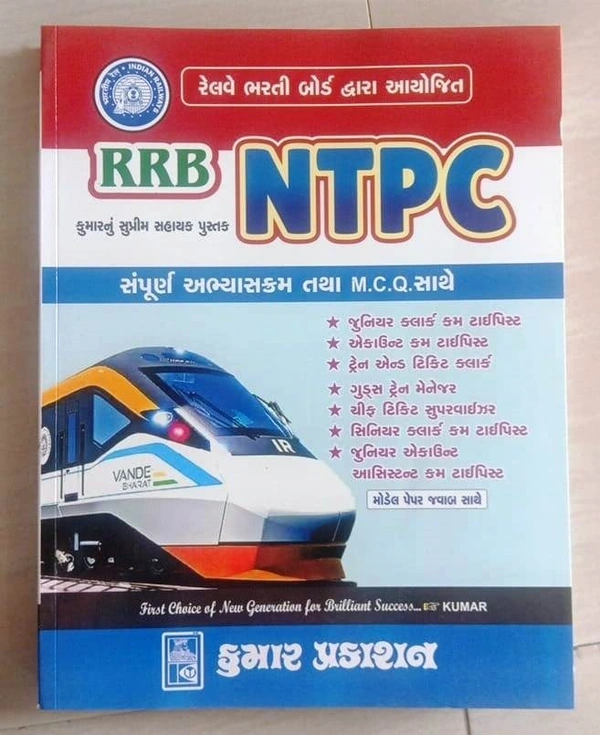 भारतीय रेल INDIAN RAILWAYS
રેલવે ભરતી બોર્ડ દ્વારા આયોજિત
RRB NTPC
કુમારનું સુપ્રીમ સહાયક પુસ્તક
સંપૂર્ણ અભ્યાસક્રમ તથા M.C.Q. સાથે
★ જુનિયર ક્લાર્ક કમ ટાઈપિસ્ટ
★ એકાઉન્ટ કમ ટાઈપિસ્ટ
★ ટ્રેન એન્ડ ટિકિટ ક્લાર્ક
★ ગુડ્સ ટ્રેન મેનેજર
★ ચીફ ટિકિટ સુપરવાઈઝર
★ સિનિયર ક્લાર્ક કમ ટાઈપિસ્ટ
★ જુનિયર એકાઉન્ટ
આસિસ્ટન્ટ કમ ટાઈપિસ્ટ
મોડેલ પેપર જવાબ સાથે
IR
VANDE
BHARAT
First Choice of New Generation for Brilliant Success... ☞ KUMAR
કુમાર પ્રકાશન